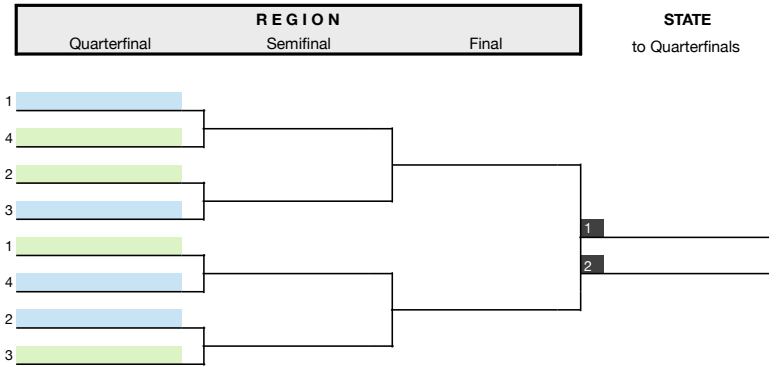 REGION
STATE
Quarterfinal
Semifinal
Final
to Quarterfinals
1
4
2
3
1
1
2
4
2
3